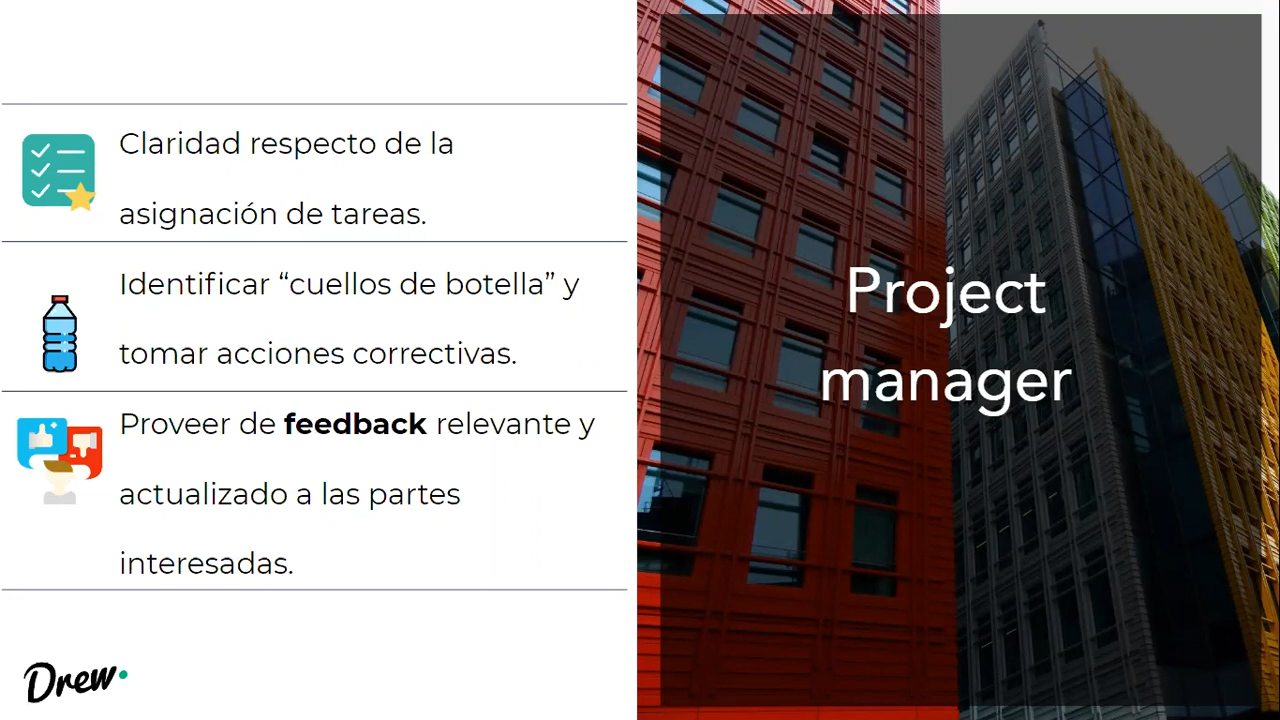 Claridad respecto de la
asignación de tareas.
Identificar “cuellos de botella” y
tomar acciones correctivas.
Proveer de feedback relevante y
actualizado a las partes
interesadas.
Drew
Project
manager